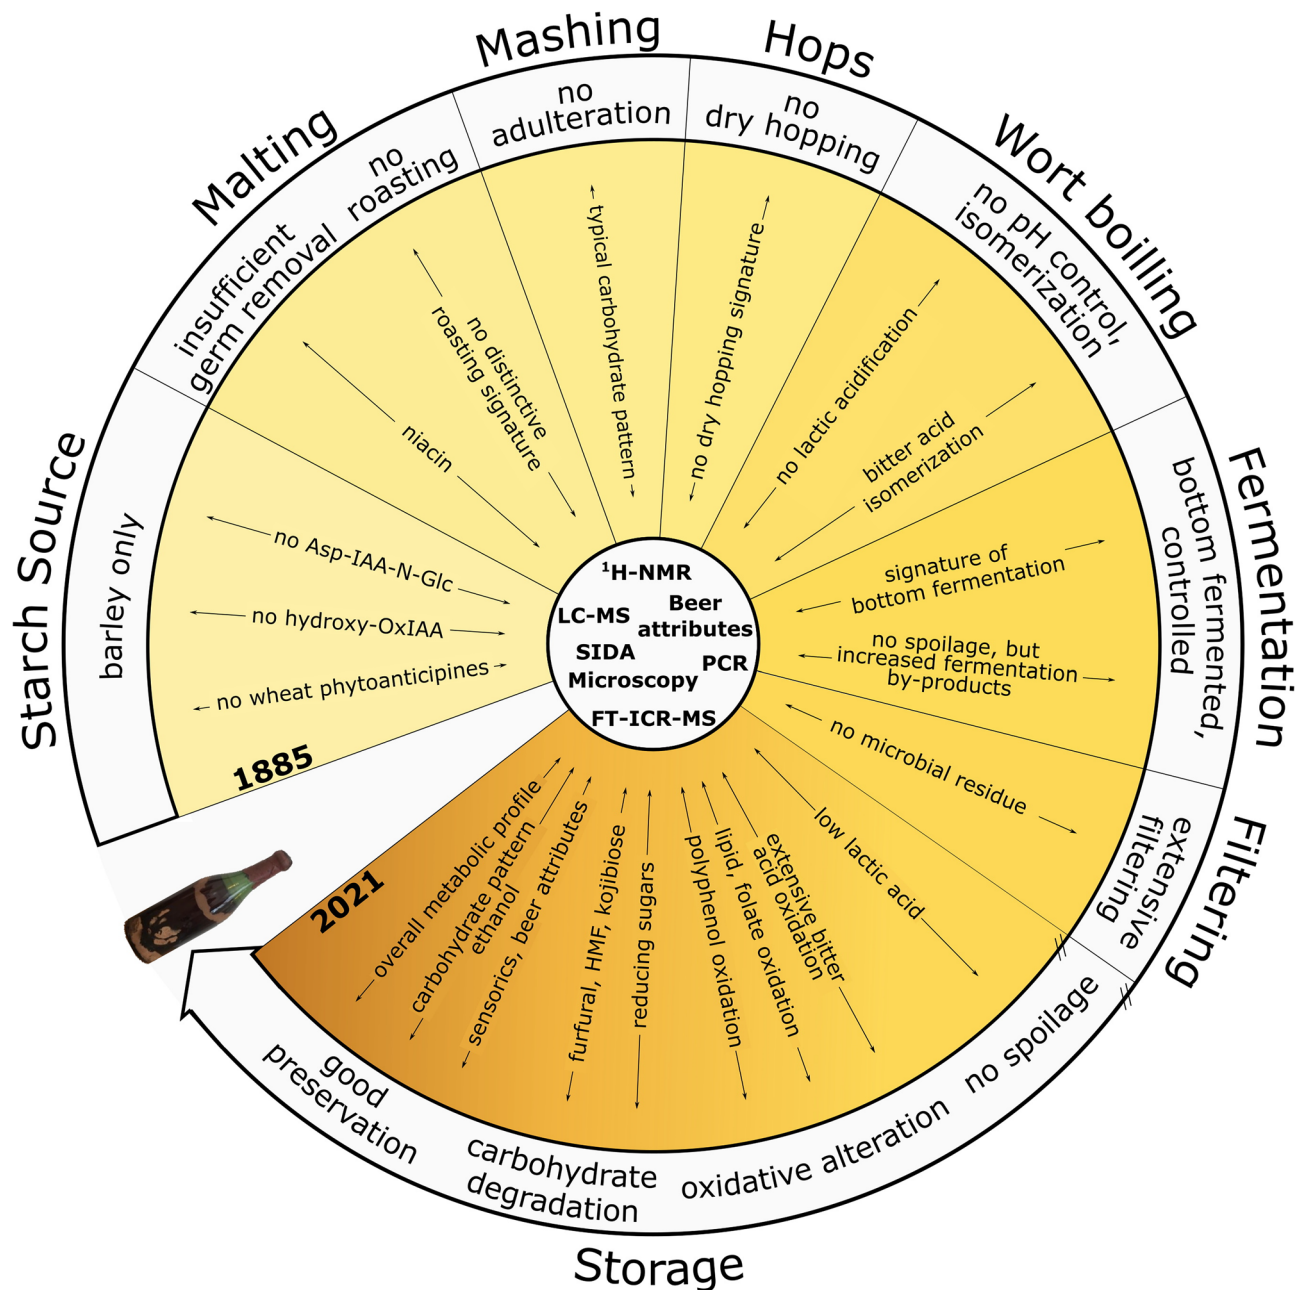 Starch Source
Malting
Mashing
Hops
Wort boilling
Fermentation
Filtering
Storage
barley only
insufficient
germ removal
no
roasting
no
adulteration
no
dry hopping
no pH control,
isomerization
bottom fermented,
controlled
extensive
filtering
no spoilage
oxidative alteration
carbohydrate
degradation
good
preservation
1885
no wheat phytoanticipines
no hydroxy-OxIAA
no Asp-IAA-N-Glc
niacin
no distinctive
roasting signature
typical carbohydrate pattern
no dry hopping signature
no lactic acidification
bitter acid
isomerization
signature of
bottom fermentation
no spoilage, but
increased fermentation
by-products
no microbial residue
low lactic acid
extensive bitter
acid oxidation
lipid, folate oxidation
polyphenol oxidation
reducing sugars
furfural, HMF, kojibiose
sensorics, beer attributes
carbohydrate pattern
ethanol
overall metabolic profile
2021
¹H-NMR
LC-MS
Beer
attributes
SIDA
PCR
Microscopy
FT-ICR-MS